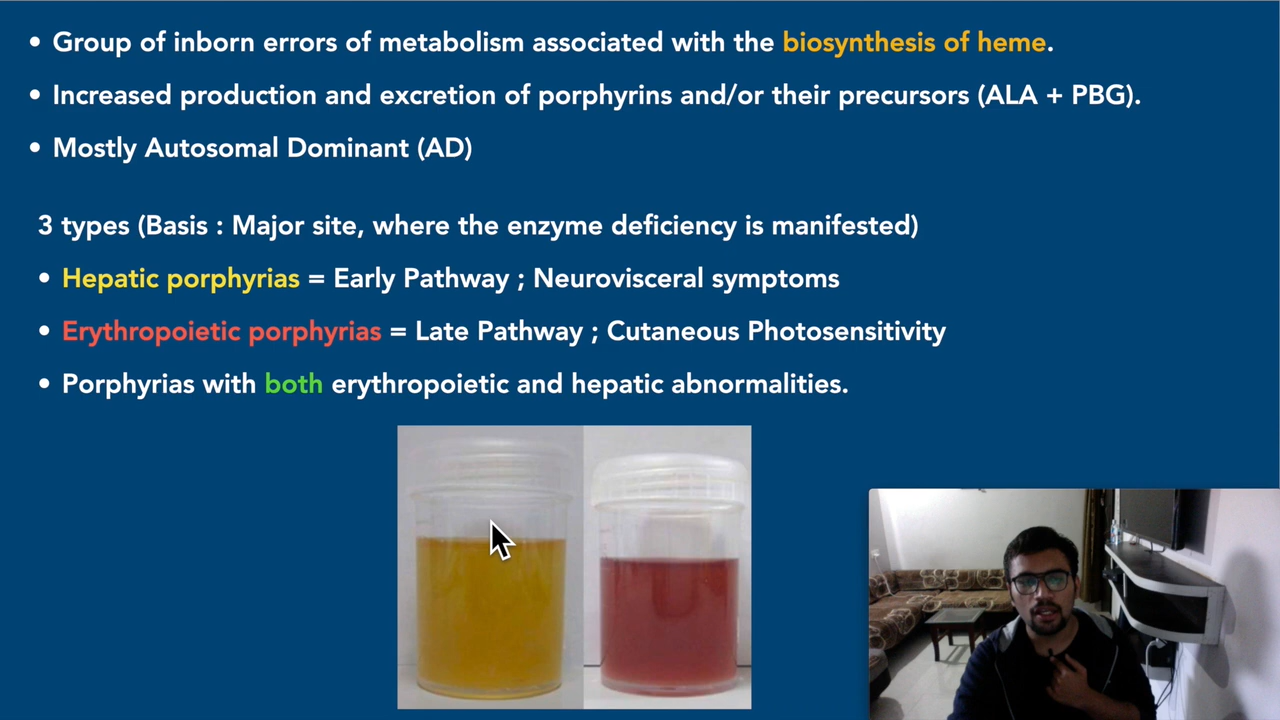 • Group of inborn errors of metabolism associated with the biosynthesis of heme.
• Increased production and excretion of porphyrins and/or their precursors (ALA + PBG).
• Mostly Autosomal Dominant (AD)
3 types (Basis : Major site, where the enzyme deficiency is manifested)
• Hepatic porphyrias = Early Pathway ; Neurovisceral symptoms
• Erythropoietic porphyrias = Late Pathway ; Cutaneous Photosensitivity
• Porphyrias with both erythropoietic and hepatic abnormalities.